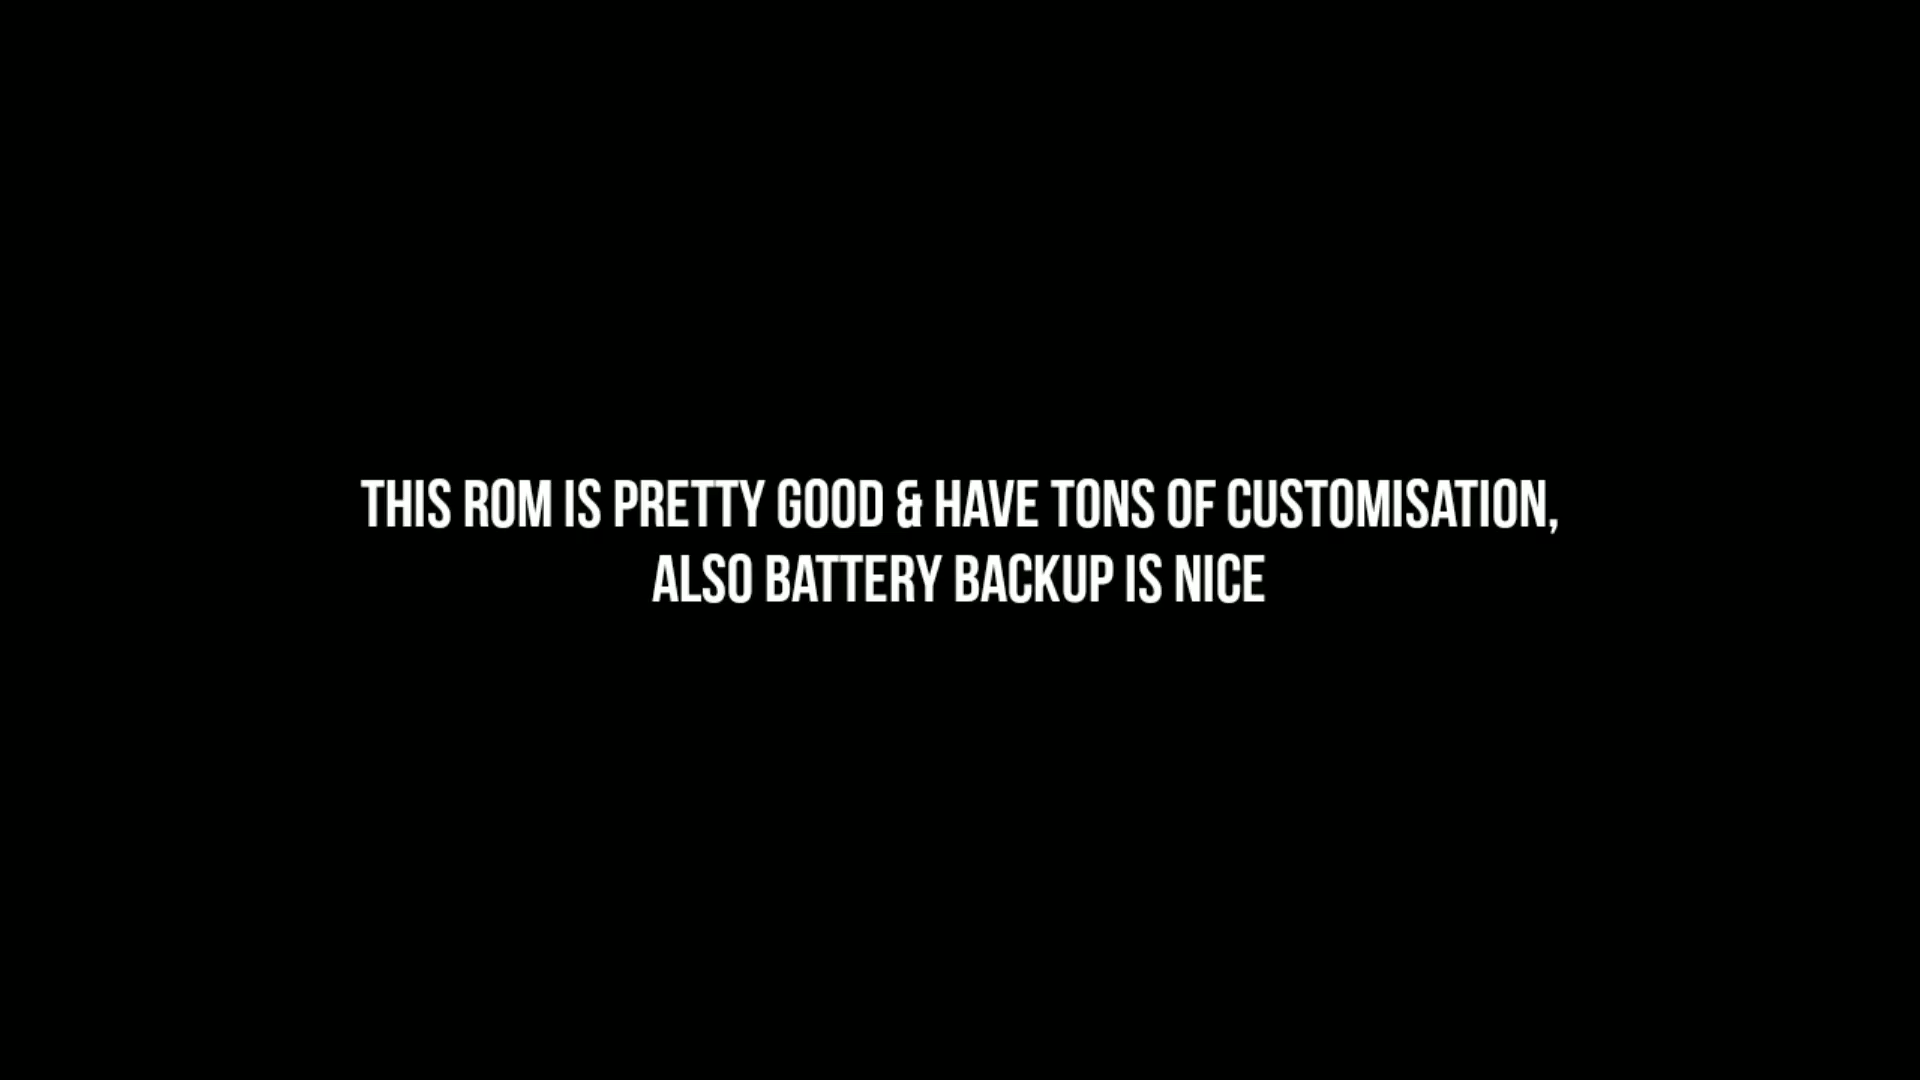 THIS ROM IS PRETTY GOOD & HAVE TONS OF CUSTOMISATION,
ALSO BATTERY BACKUP IS NICE